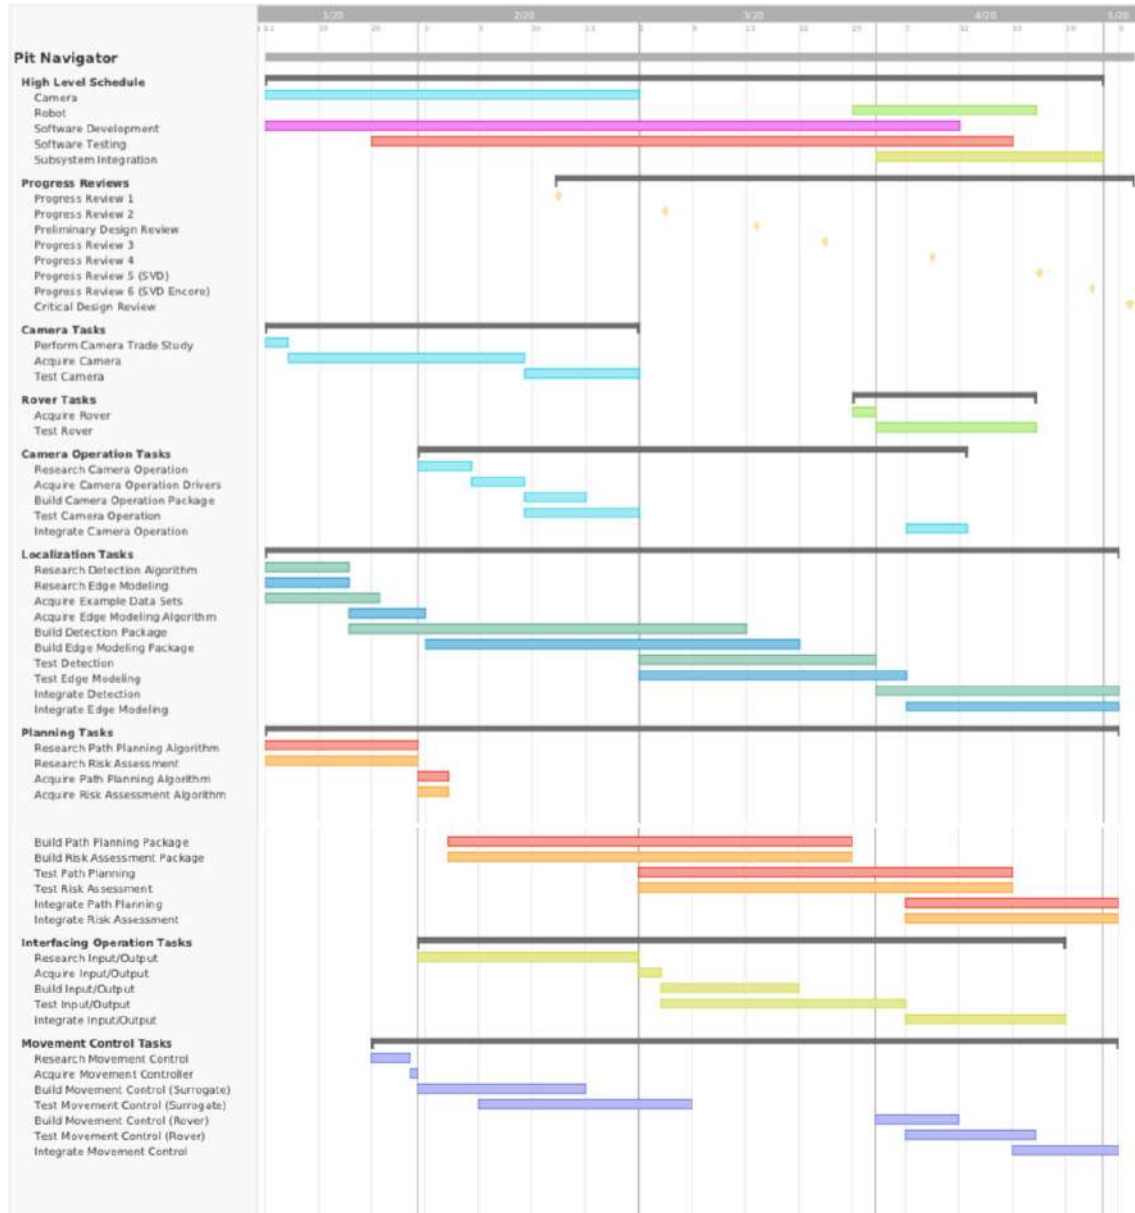 1/20 2/20 3/20 4/20 5/20
Pit Navigator
High Level Schedule
Camera
Robot
Software Development
Software Testing
Subsystem Integration
Progress Reviews
Progress Review 1
Progress Review 2
Preliminary Design Review
Progress Review 3
Progress Review 4
Progress Review 5 (SVD)
Progress Review 6 (SVD Encore)
Critical Design Review
Camera Tasks
Perform Camera Trade Study
Acquire Camera
Test Camera
Rover Tasks
Acquire Rover
Test Rover
Camera Operation Tasks
Research Camera Operation
Acquire Camera Operation Drivers
Build Camera Operation Package
Test Camera Operation
Integrate Camera Operation
Localization Tasks
Research Detection Algorithm
Research Edge Modeling
Acquire Example Data Sets
Acquire Edge Modeling Algorithm
Build Detection Package
Build Edge Modeling Package
Test Detection
Test Edge Modeling
Integrate Detection
Integrate Edge Modeling
Planning Tasks
Research Path Planning Algorithm
Research Risk Assessment
Acquire Path Planning Algorithm
Acquire Risk Assessment Algorithm
Build Path Planning Package
Build Risk Assessment Package
Test Path Planning
Test Risk Assessment
Integrate Path Planning
Integrate Risk Assessment
Interfacing Operation Tasks
Research Input/Output
Acquire Input/Output
Build Input/Output
Test Input/Output
Integrate Input/Output
Movement Control Tasks
Research Movement Control
Acquire Movement Controller
Build Movement Control (Surrogate)
Test Movement Control (Surrogate)
Build Movement Control (Rover)
Test Movement Control (Rover)
Integrate Movement Control